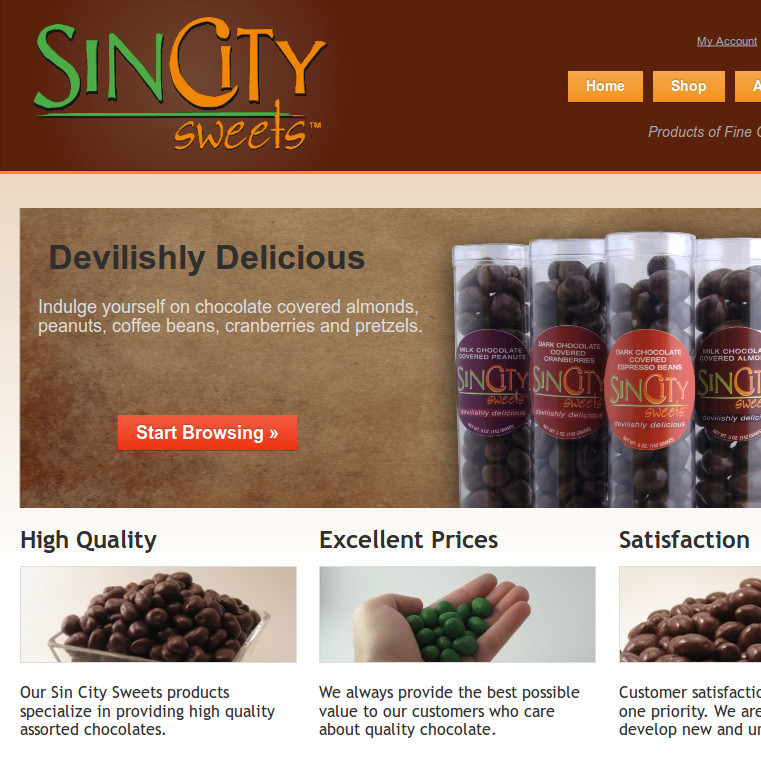 SinCity
sweets™
My Account
Home
Shop
A
Products of Fine
Devilishly Delicious
Indulge yourself on chocolate covered almonds,
peanuts, coffee beans, cranberries and pretzels.
Start Browsing »
MILK CHOCOLATE
COVERED PEANUTS
SinCity
sweets
devilishly delicious
DARK CHOCOLATE
COVERED
CRANBERRIES
SinCity
sweets
devilishly delicious
DARK CHOCOLATE
COVERED
ESPRESSO BEANS
SinCity
sweets
devilishly delicious
MILK CHOCOLA
COVERED ALMO
SinCit
swee
devilishly delicio
High Quality
Excellent Prices
Satisfaction
Our Sin City Sweets products
specialize in providing high quality
assorted chocolates.
We always provide the best possible
value to our customers who care
about quality chocolate.
Customer satisfactio
one priority. We are
develop new and un